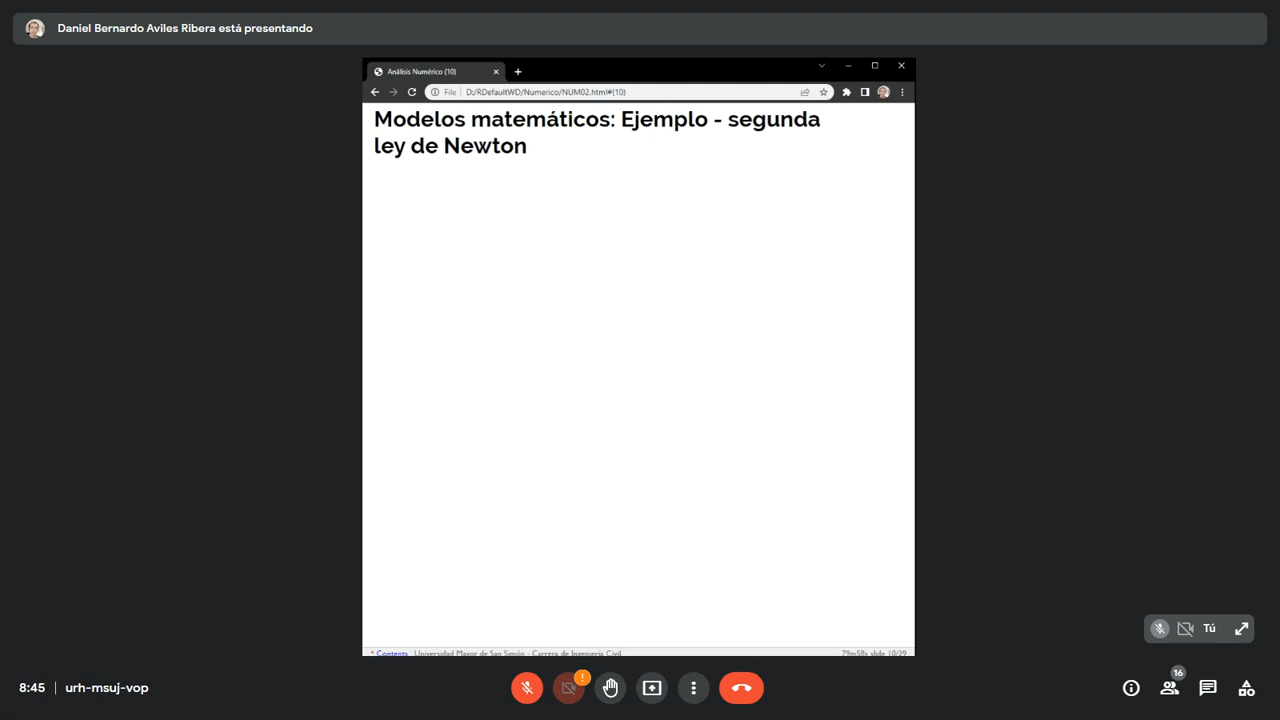 Daniel Bernardo Aviles Ribera está presentando
Análisis Numérico (10)
File
D:/RDefaultWD/Numerico/NUM02.html#(10)
Modelos matemáticos: Ejemplo - segunda
ley de Newton
* Contents Universidad Mayor de San Simón - Carrera de Ingeniería Civil
79m58s slide 10/29
Tú
8:45
urh-msuj-vop
16